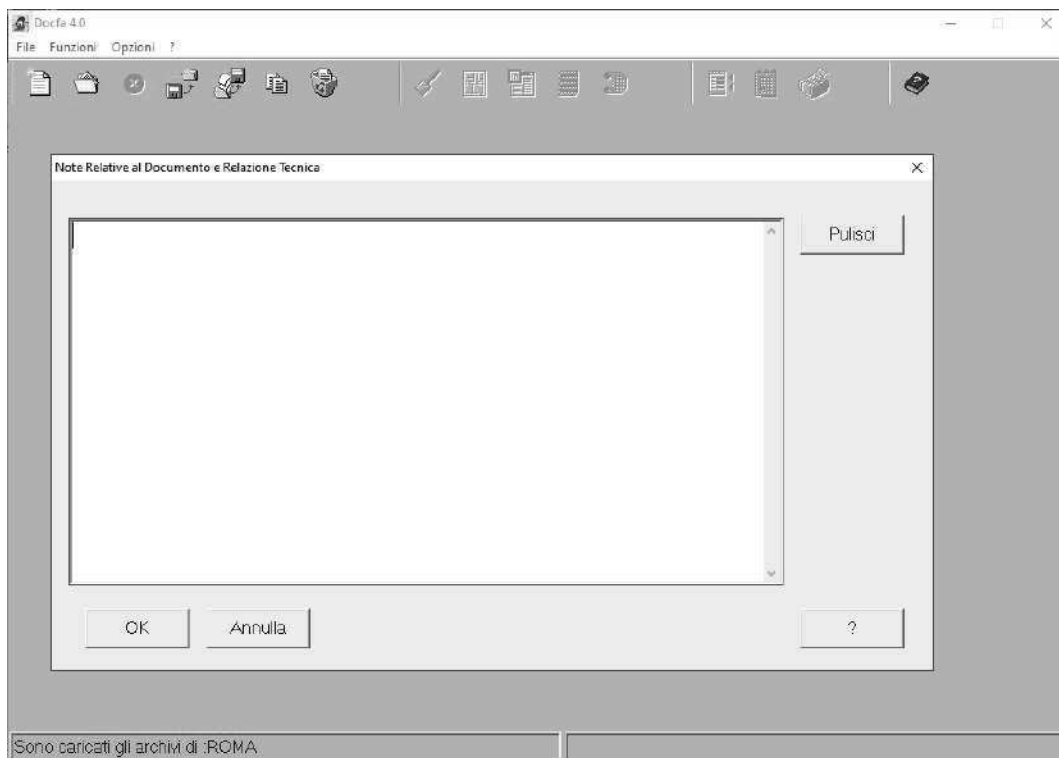 Docfa 4.0
File Funzioni Opzioni ?
Note Relative al Documento e Relazione Tecnica
Pulisci
OK Annulla ?
Sono caricati gli archivi di :ROMA